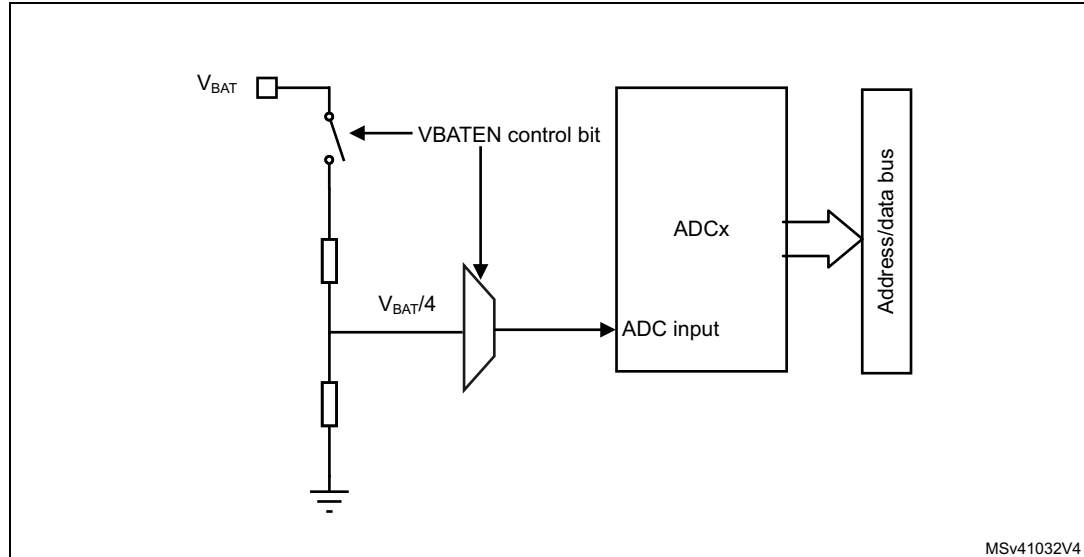 VBAT
VBATEN control bit
ADCx
Address/data bus
VBAT/4
ADC input
MSv41032V4